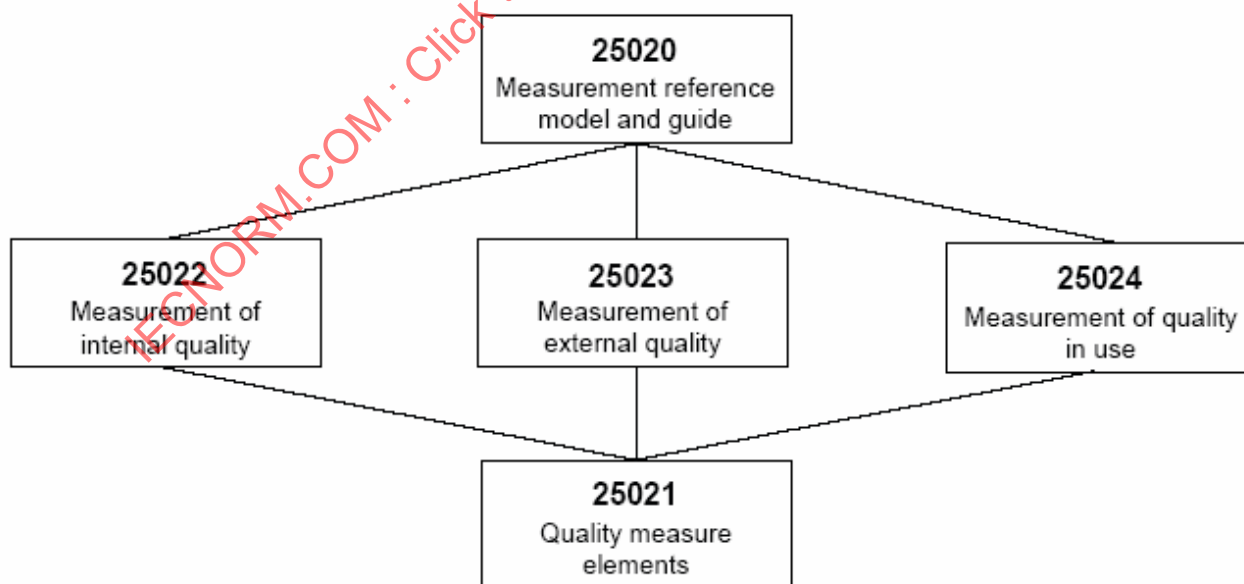 25020
Measurement reference
model and guide
IECNORM.COM : Click
25022
Measurement of
internal quality
25023
Measurement of
external quality
25024
Measurement of quality
in use
25021
Quality measure
elements